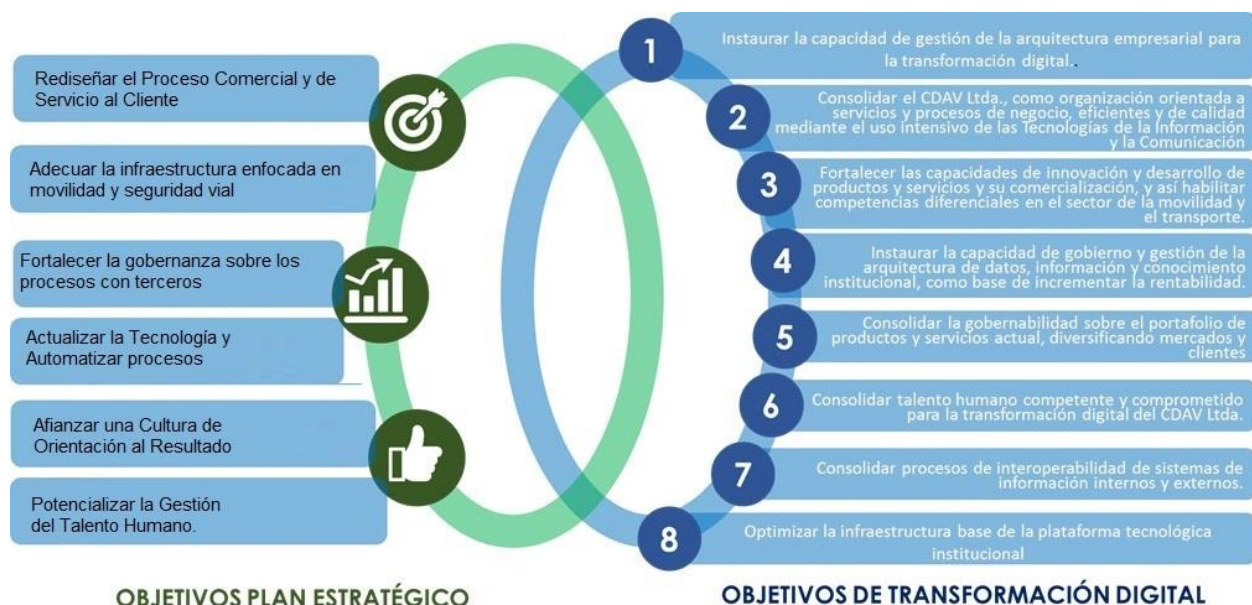 Rediseñar el Proceso Comercial y de
Servicio al Cliente
Adecuar la infraestructura enfocada en
movilidad y seguridad vial
Fortalecer la gobernanza sobre los
procesos con terceros
Actualizar la Tecnología y
Automatizar procesos
Afianzar una Cultura de
Orientación al Resultado
Potencializar la Gestión
del Talento Humano.
OBJETIVOS PLAN ESTRATÉGICO
1
Instaurar la capacidad de gestión de la arquitectura empresarial para
la transformación digital..
2
Consolidar el CDAV Ltda., como organización orientada a
servicios y procesos de negocio, eficientes y de calidad
mediante el uso intensivo de las Tecnologías de la Información
y la Comunicación
3
Fortalecer las capacidades de innovación y desarrollo de
productos y servicios y su comercialización, y así habilitar
competencias diferenciales en el sector de la movilidad y
el transporte.
4
Instaurar la capacidad de gobierno y gestión de la
arquitectura de datos, información y conocimiento
institucional, como base de incrementar la rentabilidad.
5
Consolidar la gobernabilidad sobre el portafolio de
productos y servicios actual, diversificando mercados y
clientes
6
Consolidar talento humano competente y comprometido
para la transformación digital del CDAV Ltda.
7
Consolidar procesos de interoperabilidad de sistemas de
información internos y externos.
8
Optimizar la infraestructura base de la plataforma tecnológica
institucional
OBJETIVOS DE TRANSFORMACIÓN DIGITAL